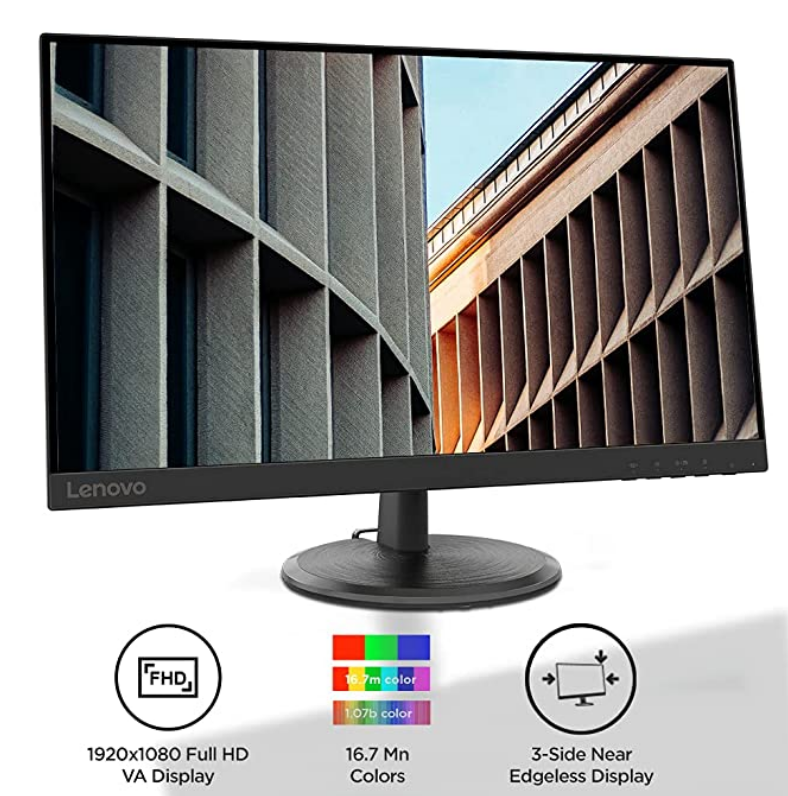 Lenovo
FHD
16.7m color
1.07b color
1920x1080 Full HD
VA Display
16.7 Mn
Colors
3-Side Near
Edgeless Display